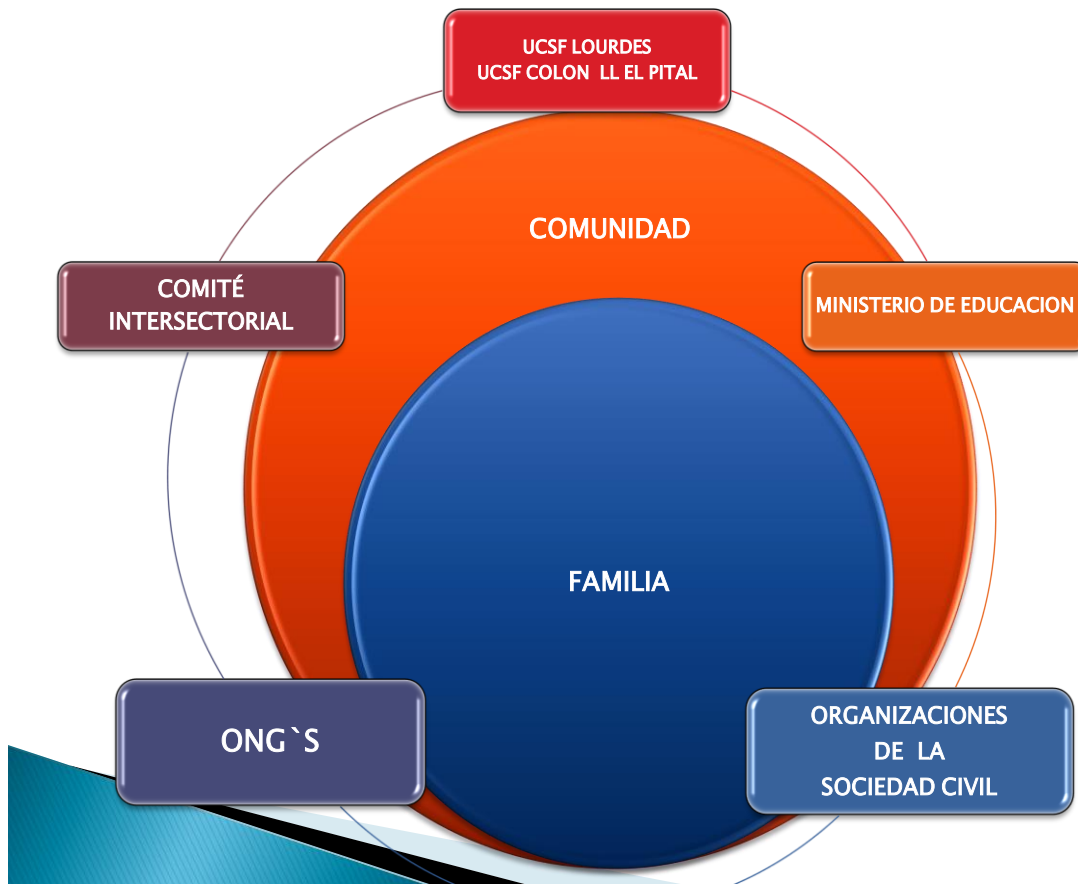 UCSF LOURDES
UCSF COLON LL EL PITAL
COMUNIDAD
COMITÉ
INTERSECTORIAL
MINISTERIO DE EDUCACION
FAMILIA
ONG`S
ORGANIZACIONES
DE LA
SOCIEDAD CIVIL